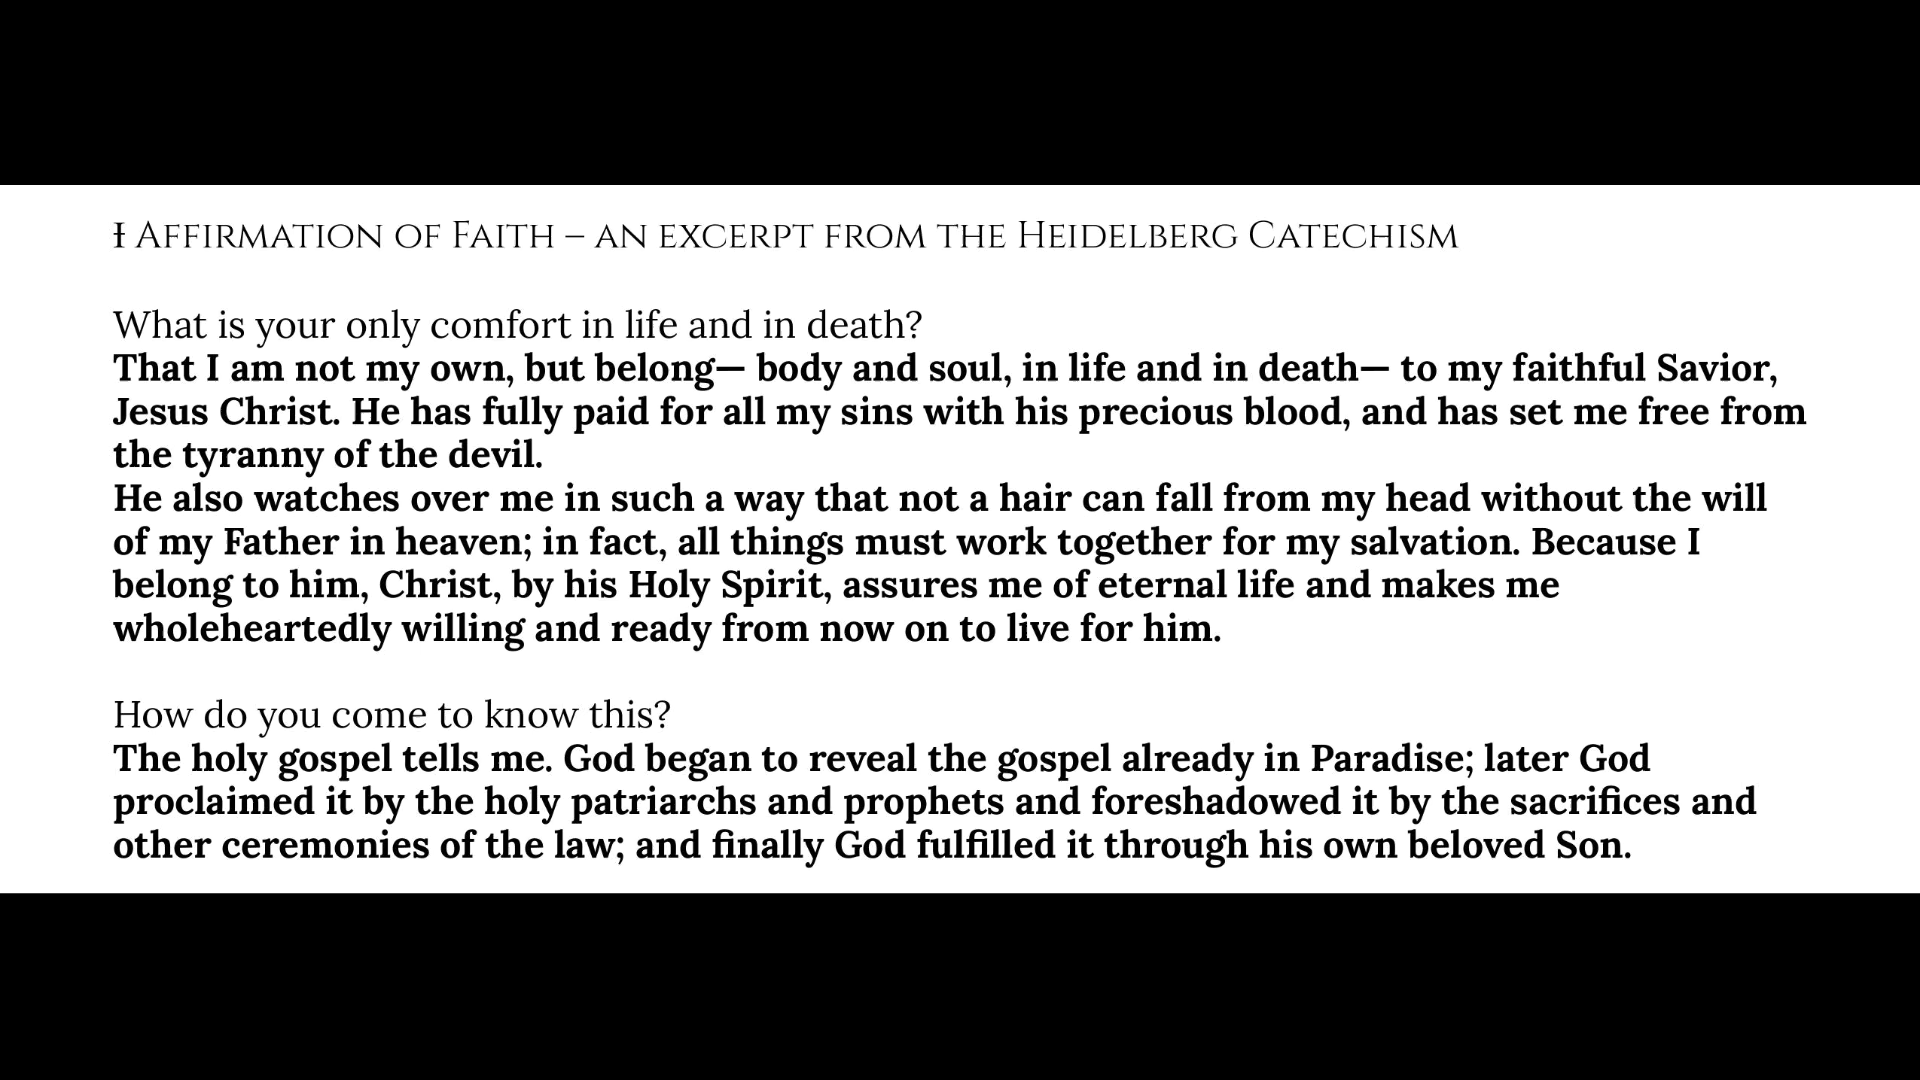 Ɨ Affirmation of Faith – an excerpt from the Heidelberg Catechism
What is your only comfort in life and in death?
That I am not my own, but belong— body and soul, in life and in death— to my faithful Savior,
Jesus Christ. He has fully paid for all my sins with his precious blood, and has set me free from
the tyranny of the devil.
He also watches over me in such a way that not a hair can fall from my head without the will
of my Father in heaven; in fact, all things must work together for my salvation. Because I
belong to him, Christ, by his Holy Spirit, assures me of eternal life and makes me
wholeheartedly willing and ready from now on to live for him.
How do you come to know this?
The holy gospel tells me. God began to reveal the gospel already in Paradise; later God
proclaimed it by the holy patriarchs and prophets and foreshadowed it by the sacrifices and
other ceremonies of the law; and finally God fulfilled it through his own beloved Son.